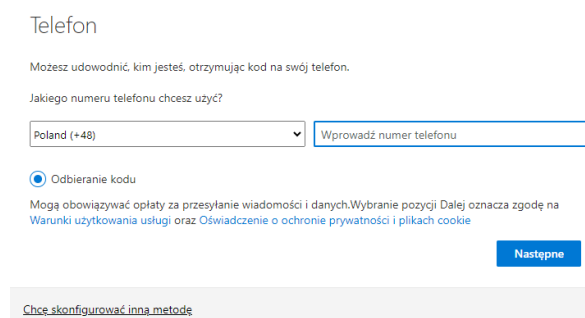 Telefon
Możesz udowodnić, kim jesteś, otrzymując kod na swój telefon.
Jakiego numeru telefonu chcesz użyć?
Poland (+48)
Wprowadź numer telefonu
Odbieranie kodu
Mogą obowiązywać opłaty za przesyłanie wiadomości i danych.Wybranie pozycji Dalej oznacza zgodę na
Warunki użytkowania usługi oraz Oświadczenie o ochronie prywatności i plikach cookie
Następne
Chcę skonfigurować inną metodę